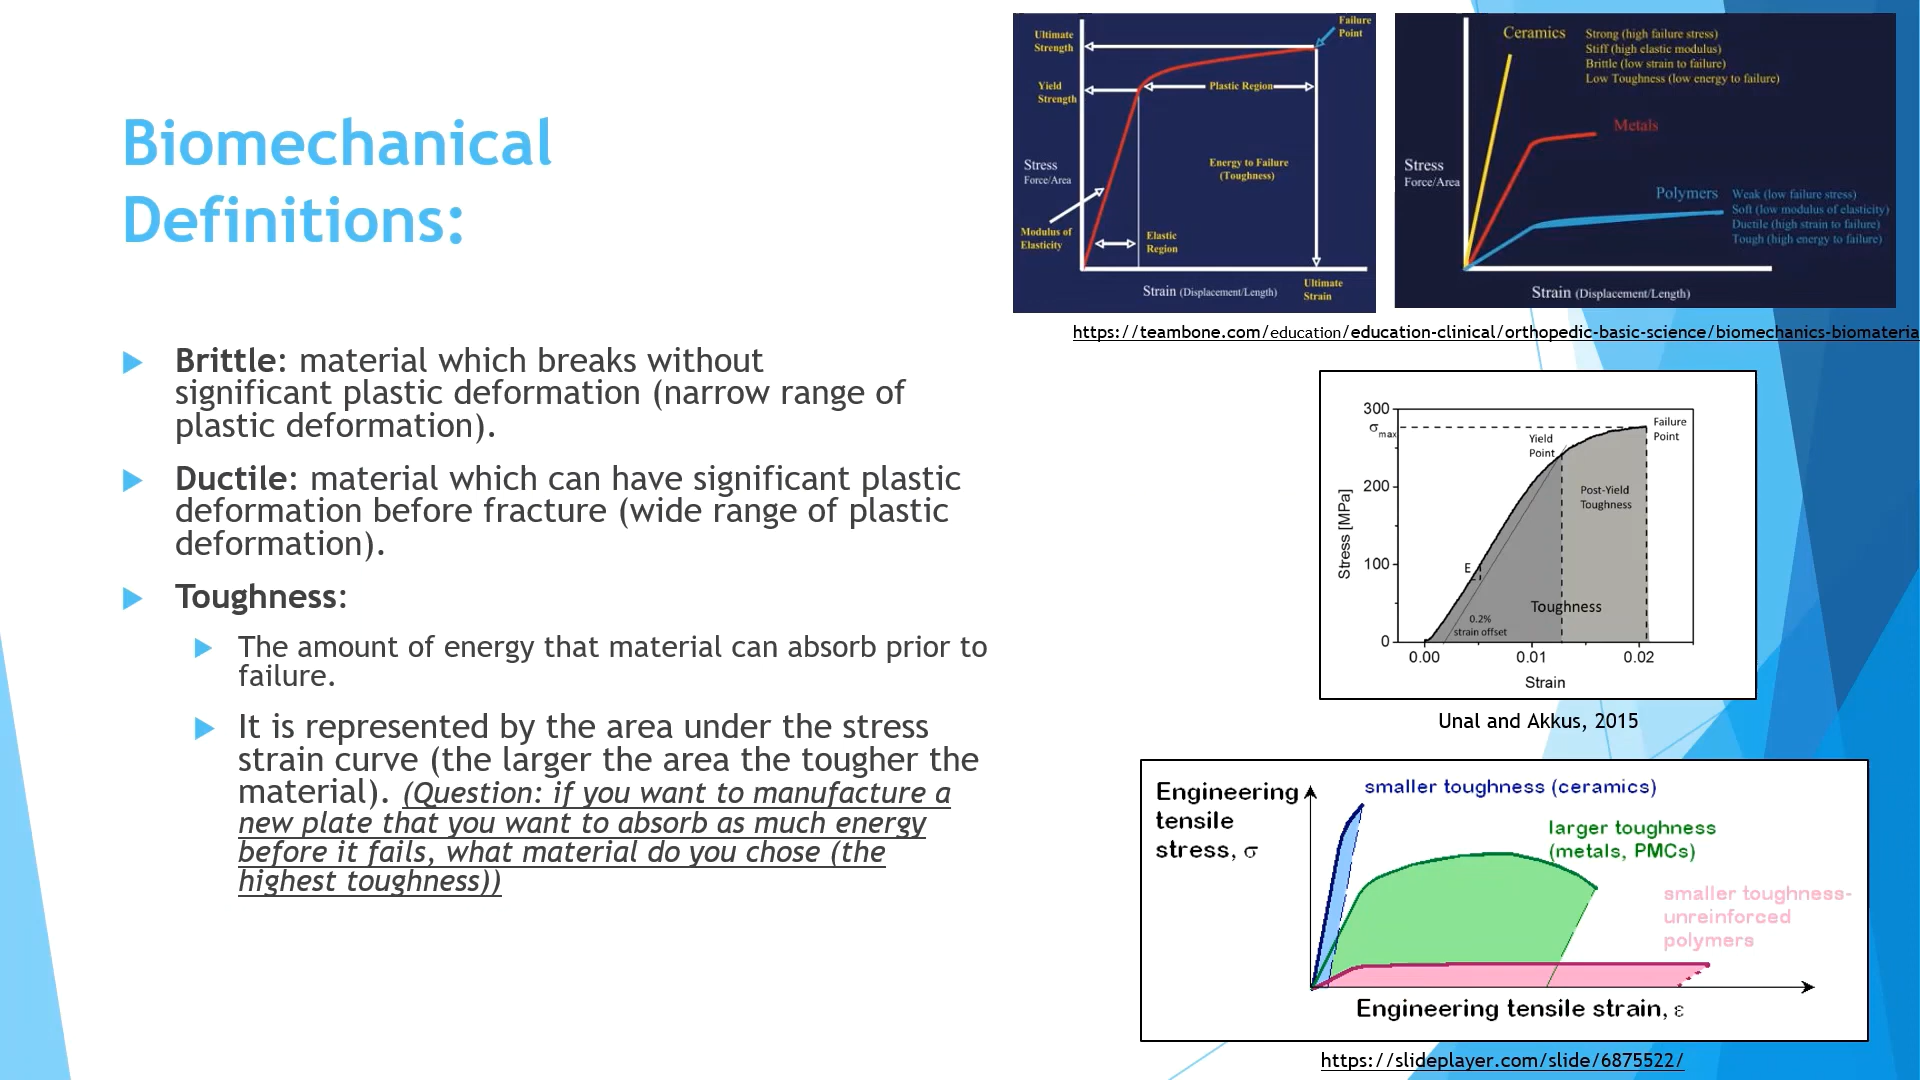 Biomechanical
Definitions:
Brittle: material which breaks without
significant plastic deformation (narrow range of
plastic deformation).
Ductile: material which can have significant plastic
deformation before fracture (wide range of plastic
deformation).
Toughness:
The amount of energy that material can absorb prior to
failure.
It is represented by the area under the stress
strain curve (the larger the area the tougher the
material). (Question: if you want to manufacture a
new plate that you want to absorb as much energy
before it fails, what material do you chose (the
highest toughness))
Ultimate
Strength
Failure
Point
Yield
Strength
Plastic Region
Stress
Force/Area
Energy to Failure
(Toughness)
Modulus of
Elasticity
Elastic
Region
Strain (Displacement/Length)
Ultimate
Strain
Ceramics
Strong (high failure stress)
Stiff (high elastic modulus)
Brittle (low strain to failure)
Low Toughness (low energy to failure)
Metals
Stress
Force/Area
Polymers
Weak (low failure stress)
Soft (low modulus of elasticity)
Ductile (high strain to failure)
Tough (high energy to failure)
Strain (Displacement/Length)
https://teambone.com/education/education-clinical/orthopedic-basic-science/biomechanics-biomateria
300
σmax
Yield
Point
Failure
Point
200
Post-Yield
Toughness
Stress [MPa]
100
E
Toughness
0.2%
strain offset
0
0.00
0.01
0.02
Strain
Unal and Akkus, 2015
Engineering
tensile
stress, σ
smaller toughness (ceramics)
larger toughness
(metals, PMCs)
smaller toughness-
unreinforced
polymers
Engineering tensile strain, ε
https://slideplayer.com/slide/6875522/